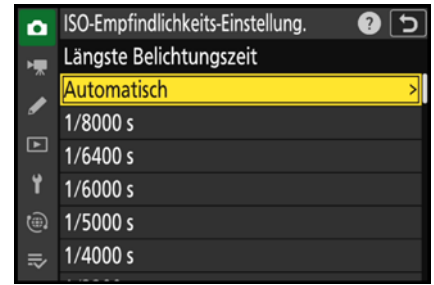 ISO-Empfindlichkeits-Einstellung.
Längste Belichtungszeit
Automatisch
1/8000 s
1/6400 s
1/6000 s
1/5000 s
1/4000 s